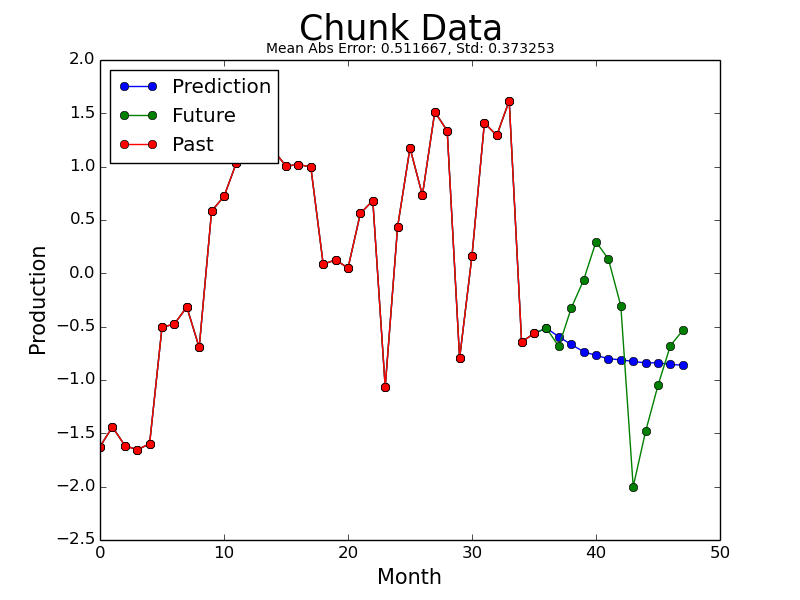 Chunk Data
Mean Abs Error: 0.511667, Std: 0.373253
2.0
1.5
1.0
0.5
0.0
−0.5
−1.0
−1.5
−2.0
−2.5
Prediction
Future
Past
Production
0 10 20 30 40 50
Month